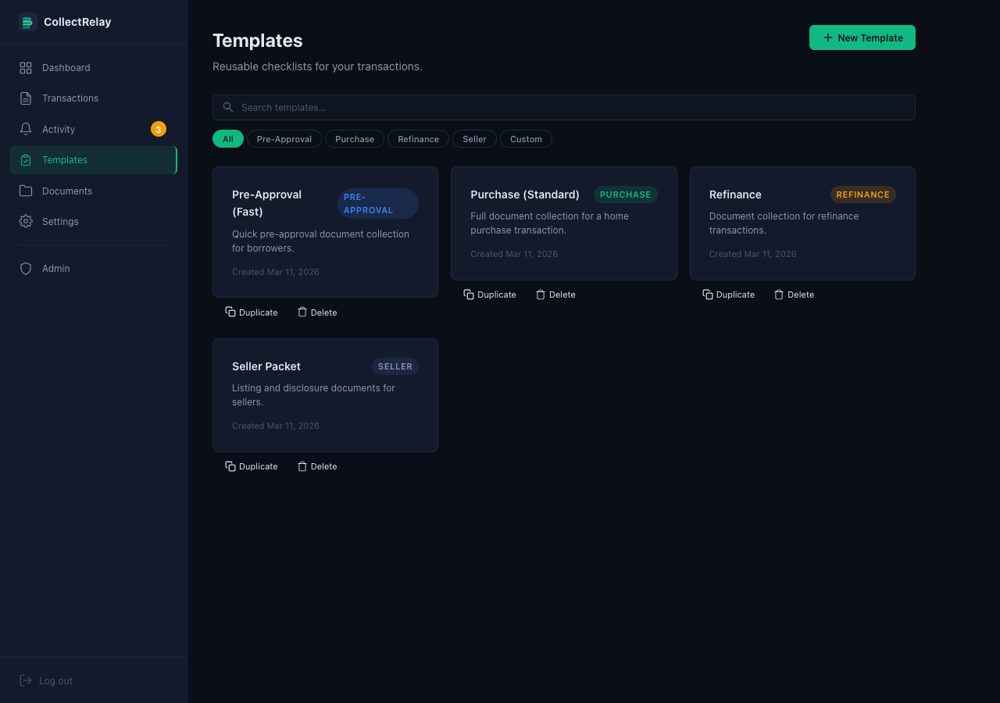 CollectRelay
Dashboard
Transactions
Activity
3
Templates
Documents
Settings
Admin
Log out
Templates
New Template
Reusable checklists for your transactions.
Search templates...
All
Pre-Approval
Purchase
Refinance
Seller
Custom
Pre-Approval
(Fast)
PRE-
APPROVAL
Quick pre-approval document collection
for borrowers.
Created Mar 11, 2026
Duplicate
Delete
Purchase (Standard)
PURCHASE
Full document collection for a home
purchase transaction.
Created Mar 11, 2026
Duplicate
Delete
Refinance
REFINANCE
Document collection for refinance
transactions.
Created Mar 11, 2026
Duplicate
Delete
Seller Packet
SELLER
Listing and disclosure documents for
sellers.
Created Mar 11, 2026
Duplicate
Delete